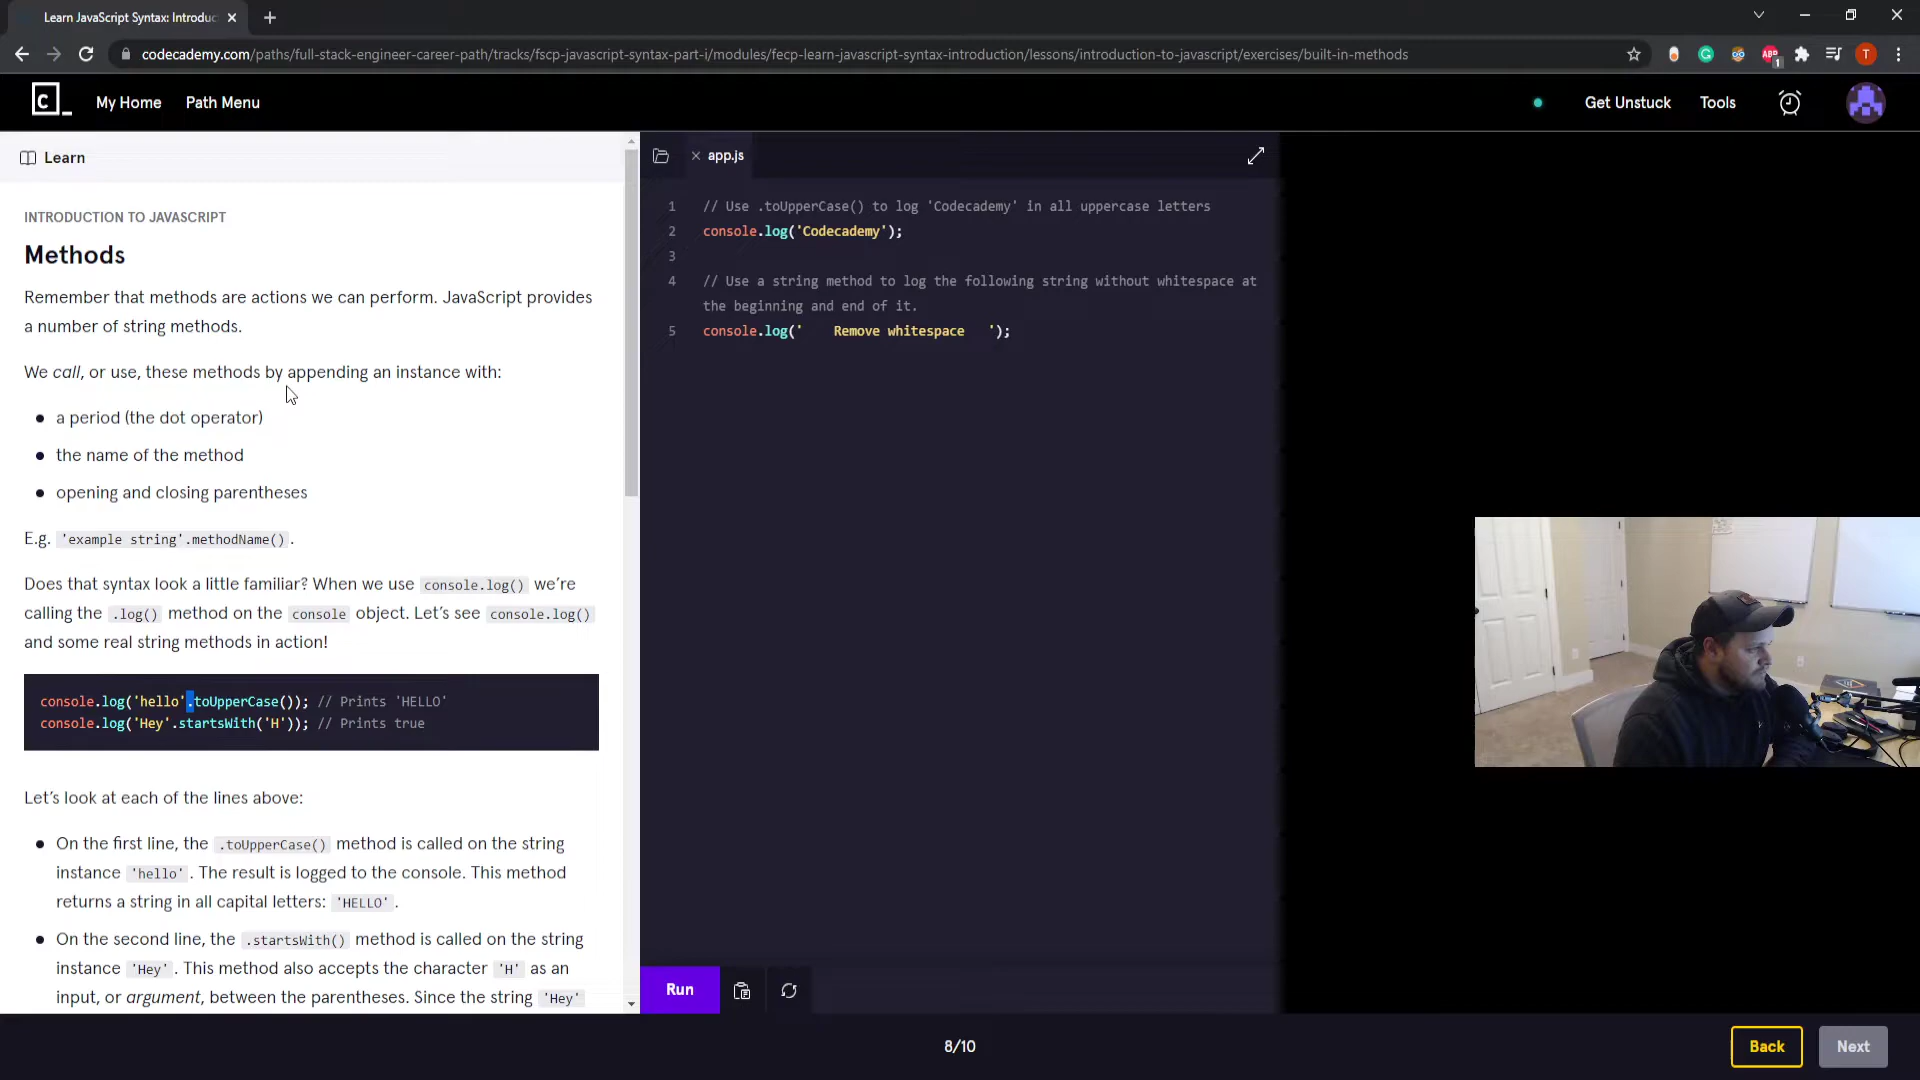 Learn JavaScript Syntax: Introduc
codecademy.com/paths/full-stack-engineer-career-path/tracks/fscp-javascript-syntax-part-i/modules/fecp-learn-javascript-syntax-introduction/lessons/introduction-to-javascript/exercises/built-in-methods
ABP
1
T
C_
My Home
Path Menu
Get Unstuck
Tools
Learn
INTRODUCTION TO JAVASCRIPT
Methods
Remember that methods are actions we can perform. JavaScript provides
a number of string methods.
We call, or use, these methods by appending an instance with:
a period (the dot operator)
the name of the method
opening and closing parentheses
E.g. 'example string'.methodName().
Does that syntax look a little familiar? When we use console.log() we're
calling the .log() method on the console object. Let's see console.log()
and some real string methods in action!
console.log('hello'.toUpperCase()); // Prints 'HELLO'
console.log('Hey'.startsWith('H')); // Prints true
Let's look at each of the lines above:
On the first line, the .toUpperCase() method is called on the string
instance 'hello'. The result is logged to the console. This method
returns a string in all capital letters: 'HELLO'.
On the second line, the .startsWith() method is called on the string
instance 'Hey'. This method also accepts the character 'H' as an
input, or argument, between the parentheses. Since the string 'Hey'
app.js
1 // Use .toUpperCase() to log 'Codecademy' in all uppercase letters
2 console.log('Codecademy');
3
4 // Use a string method to log the following string without whitespace at
the beginning and end of it.
5 console.log('    Remove whitespace   ');
Run
8/10
Back
Next